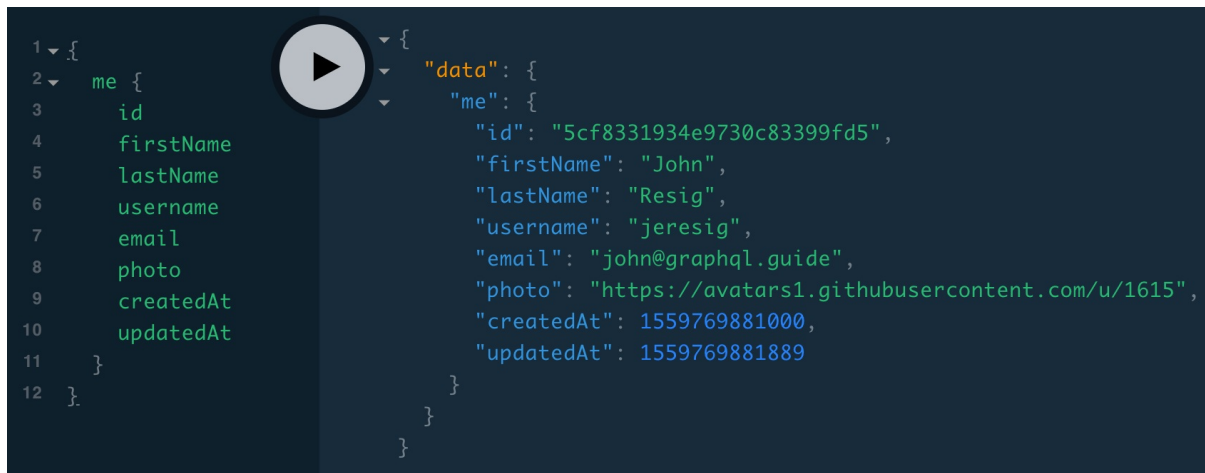 1 {
2 me {
3 id
4 firstName
5 lastName
6 username
7 email
8 photo
9 createdAt
10 updatedAt
11 }
12 }
{
"data": {
"me": {
"id": "5cf8331934e9730c83399fd5",
"firstName": "John",
"lastName": "Resig",
"username": "jeresig",
"email": "john@graphql.guide",
"photo": "https://avatars1.githubusercontent.com/u/1615",
"createdAt": 1559769881000,
"updatedAt": 1559769881889
}
}
}